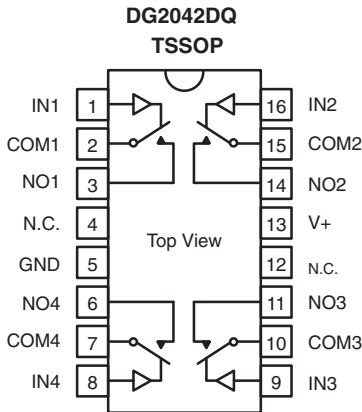 DG2042DQ
TSSOP
IN1 1 16 IN2
COM1 2 15 COM2
NO1 3 14 NO2
N.C. 4 13 V+
Top View
GND 5 12 N.C.
NO4 6 11 NO3
COM4 7 10 COM3
IN4 8 9 IN3